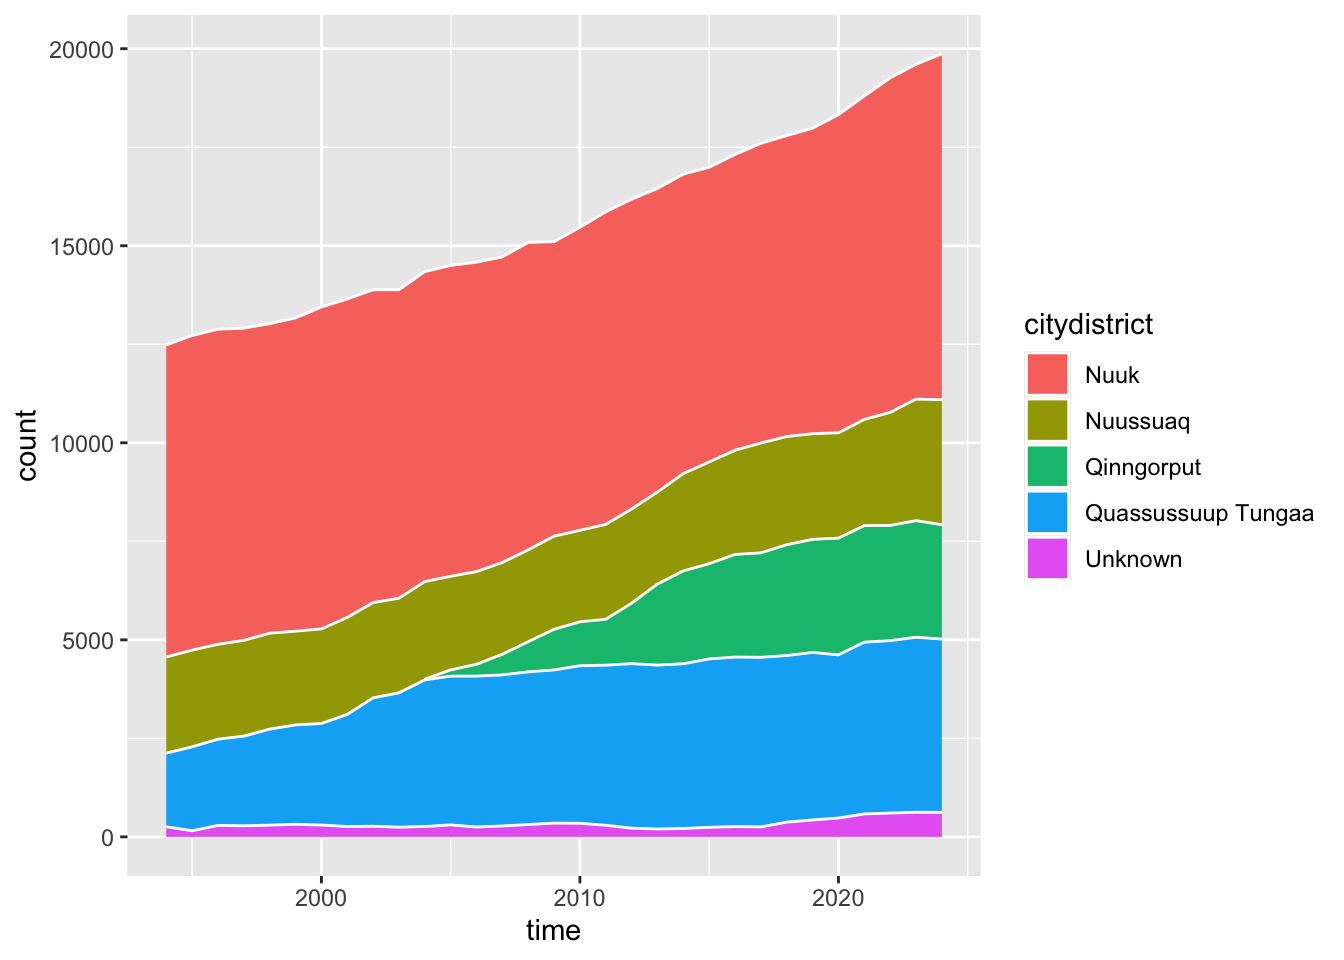 20000
15000
10000
5000
0
count
2000
2010
2020
time
citydistrict
Nuuk
Nuussuaq
Qinngorput
Quassussuup Tungaa
Unknown